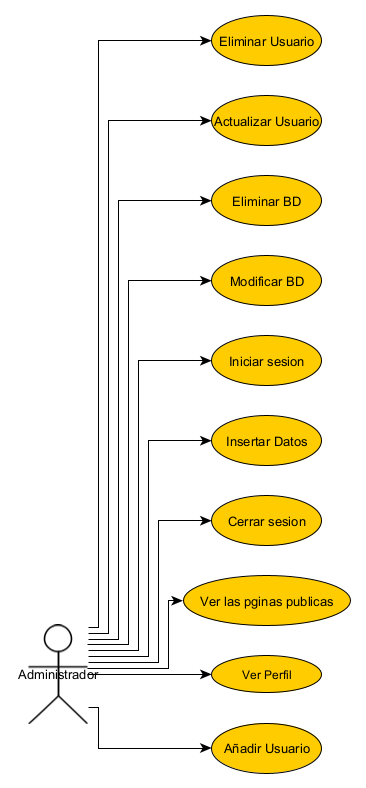 Eliminar Usuario
Actualizar Usuario
Eliminar BD
Modificar BD
Iniciar sesion
Insertar Datos
Cerrar sesion
Ver las pginas publicas
Administrador
Ver Perfil
Añadir Usuario